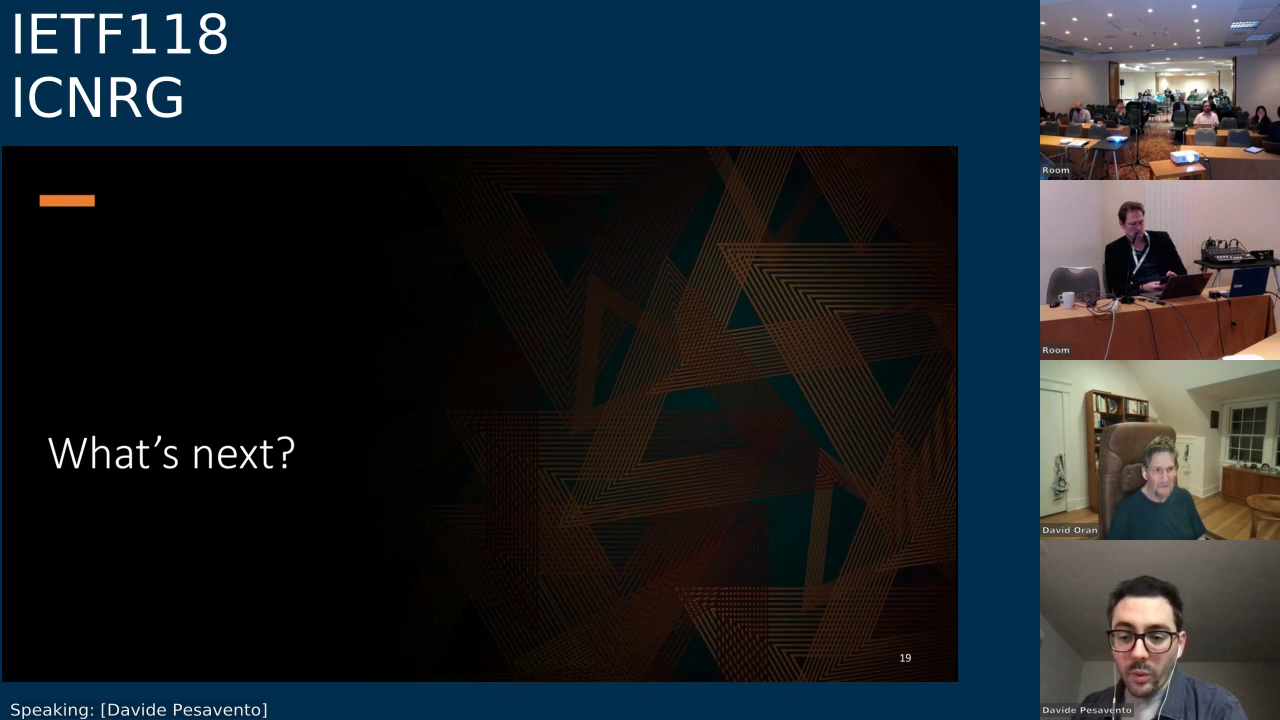 IETF118
ICNRG
What's next?
19
Speaking: [Davide Pesavento]
Room
Room
David Oran
Davide Pesavento